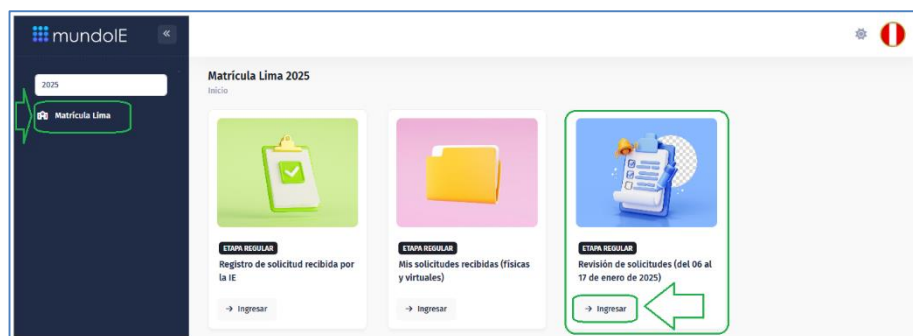 mundoIE
«
2025
Matrícula Lima
Matrícula Lima 2025
Inicio
ETAPA REGULAR
Registro de solicitud recibida por
la IE
→ Ingresar
ETAPA REGULAR
Mis solicitudes recibidas (físicas
y virtuales)
→ Ingresar
ETAPA REGULAR
Revisión de solicitudes (del 06 al
17 de enero de 2025)
→ Ingresar